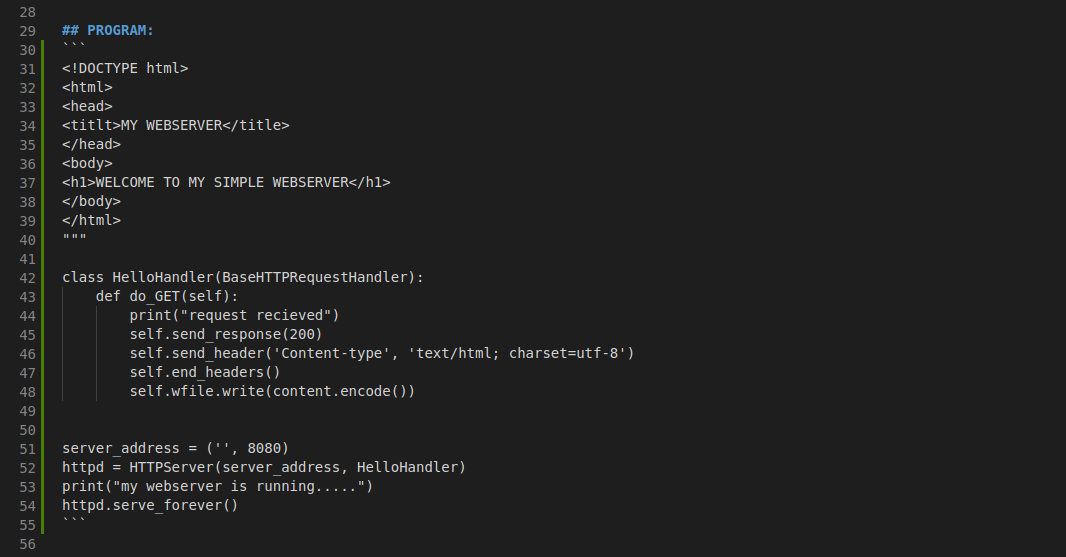 28
29 ## PROGRAM:
30 ```
31 <!DOCTYPE html>
32 <html>
33 <head>
34 <titlt>MY WEBSERVER</title>
35 </head>
36 <body>
37 <h1>WELCOME TO MY SIMPLE WEBSERVER</h1>
38 </body>
39 </html>
40 """
41
42 class HelloHandler(BaseHTTPRequestHandler):
43     def do_GET(self):
44         print("request recieved")
45         self.send_response(200)
46         self.send_header('Content-type', 'text/html; charset=utf-8')
47         self.end_headers()
48         self.wfile.write(content.encode())
49
50
51 server_address = ('', 8080)
52 httpd = HTTPServer(server_address, HelloHandler)
53 print("my webserver is running.....")
54 httpd.serve_forever()
55 ```
56